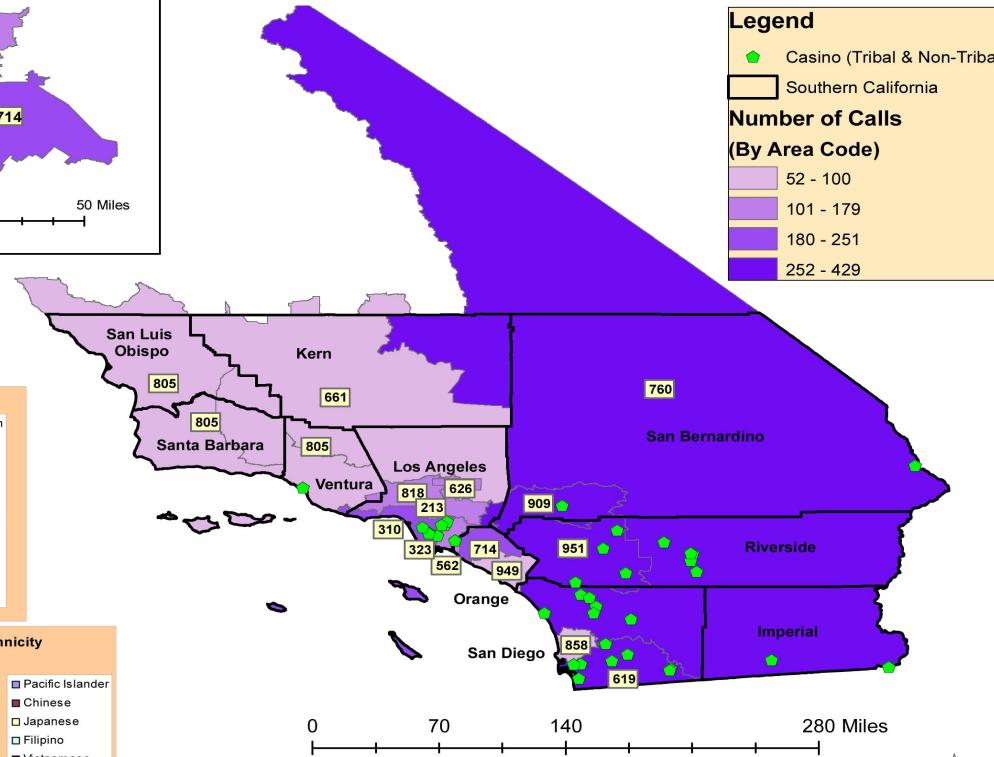 714
50 Miles
Legend
Casino (Tribal & Non-Triba
Southern California
Number of Calls
(By Area Code)
52 - 100
101 - 179
180 - 251
252 - 429
San Luis
Obispo
Kern
805
661
760
805
San Bernardino
Santa Barbara
805
Los Angeles
Ventura
818
626
213
909
310
323
562
714
951
Riverside
949
Orange
San Diego
858
Imperial
619
nnicity
Pacific Islander
Chinese
Japanese
Filipino
0
70
140
280 Miles